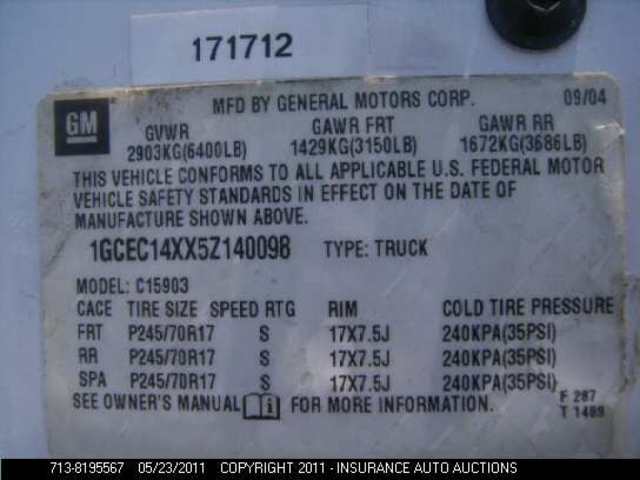 171712
GM
MFD BY GENERAL MOTORS CORP. 09/04
GVWR GAWR FRT GAWR RR
2903KG(6400LB) 1429KG(3150LB) 1672KG(3686LB)
THIS VEHICLE CONFORMS TO ALL APPLICABLE U.S. FEDERAL MOTOR
VEHICLE SAFETY STANDARDS IN EFFECT ON THE DATE OF
MANUFACTURE SHOWN ABOVE.
1GCEC14XX5Z140098 TYPE: TRUCK
MODEL: C15903
CACE TIRE SIZE SPEED RTG RIM COLD TIRE PRESSURE
FRT P245/70R17 S 17X7.5J 240KPA(35PSI)
RR P245/70R17 S 17X7.5J 240KPA(35PSI)
SPA P245/70R17 S 17X7.5J 240KPA(35PSI)
SEE OWNER'S MANUAL FOR MORE INFORMATION.
F 287
T 1489
713-8195567 05/23/2011 COPYRIGHT 2011 - INSURANCE AUTO AUCTIONS